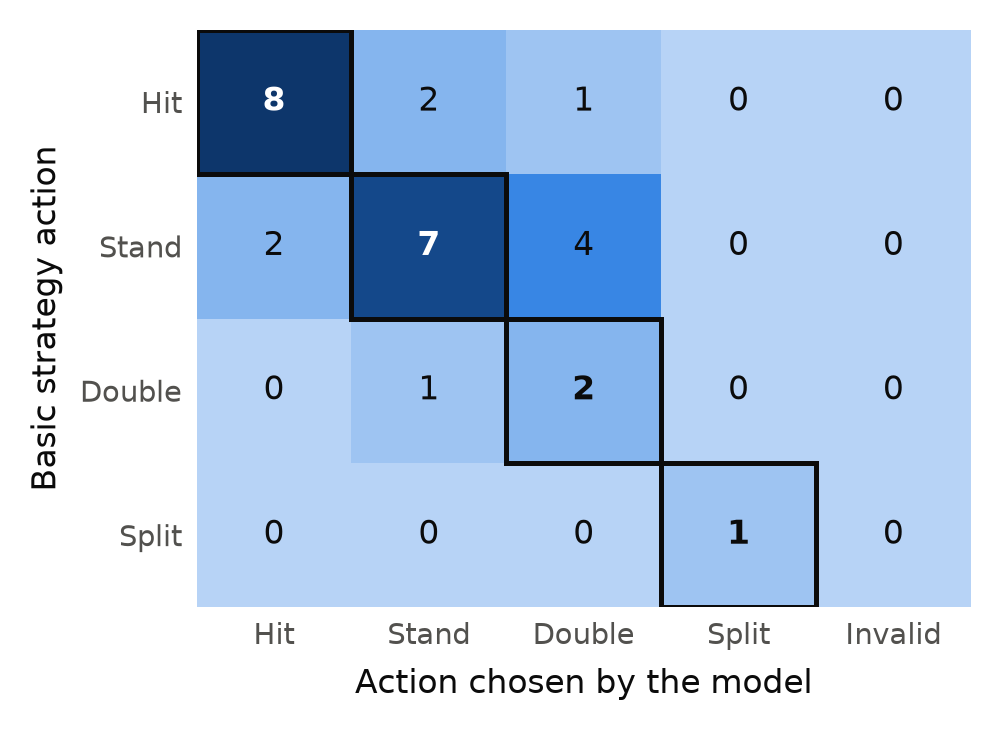 Hit 8 2 1 0 0
Stand 2 7 4 0 0
Double 0 1 2 0 0
Split 0 0 0 1 0
Hit Stand Double Split Invalid
Action chosen by the model
Basic strategy action